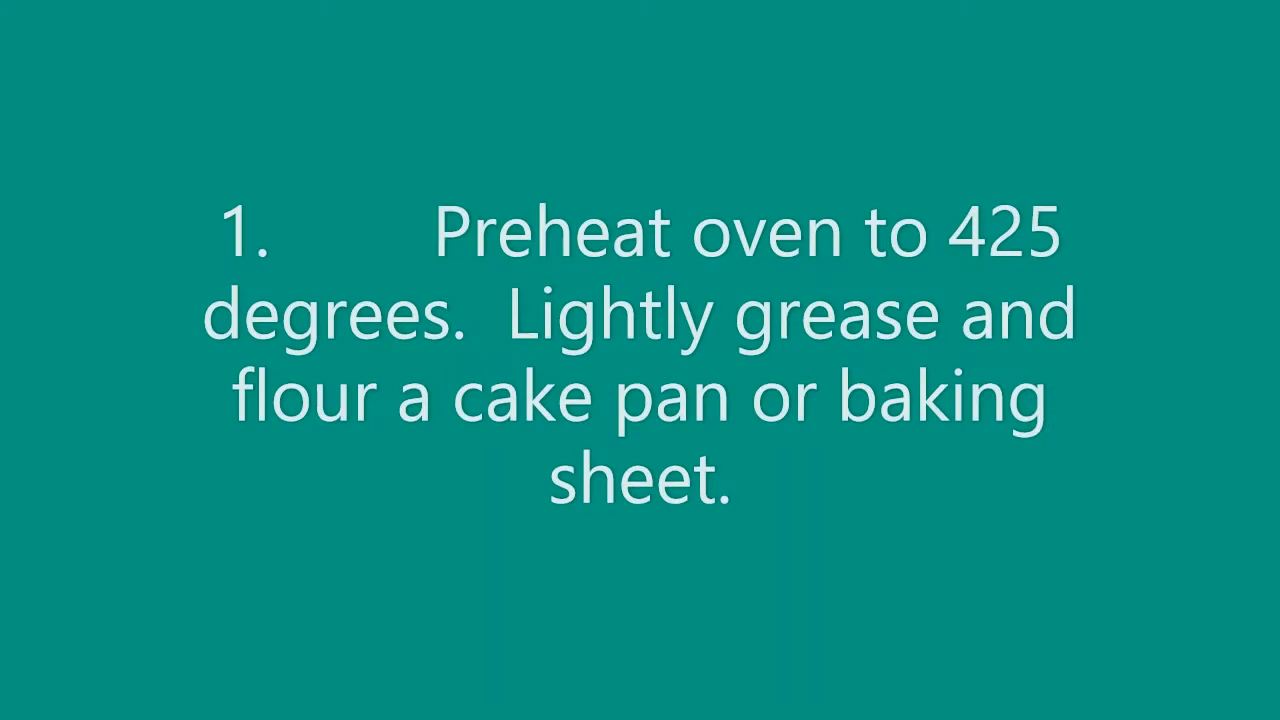 1. Preheat oven to 425
degrees. Lightly grease and
flour a cake pan or baking
sheet.